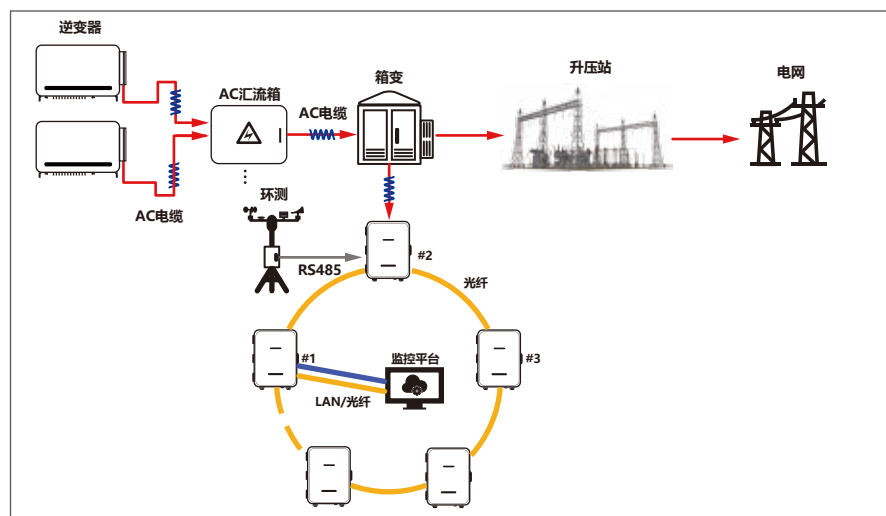 逆变器
AC汇流箱
AC电缆
箱变
升压站
电网
AC电缆
环测
RS485
#2
光纤
#1
监控平台
#3
LAN/光纤